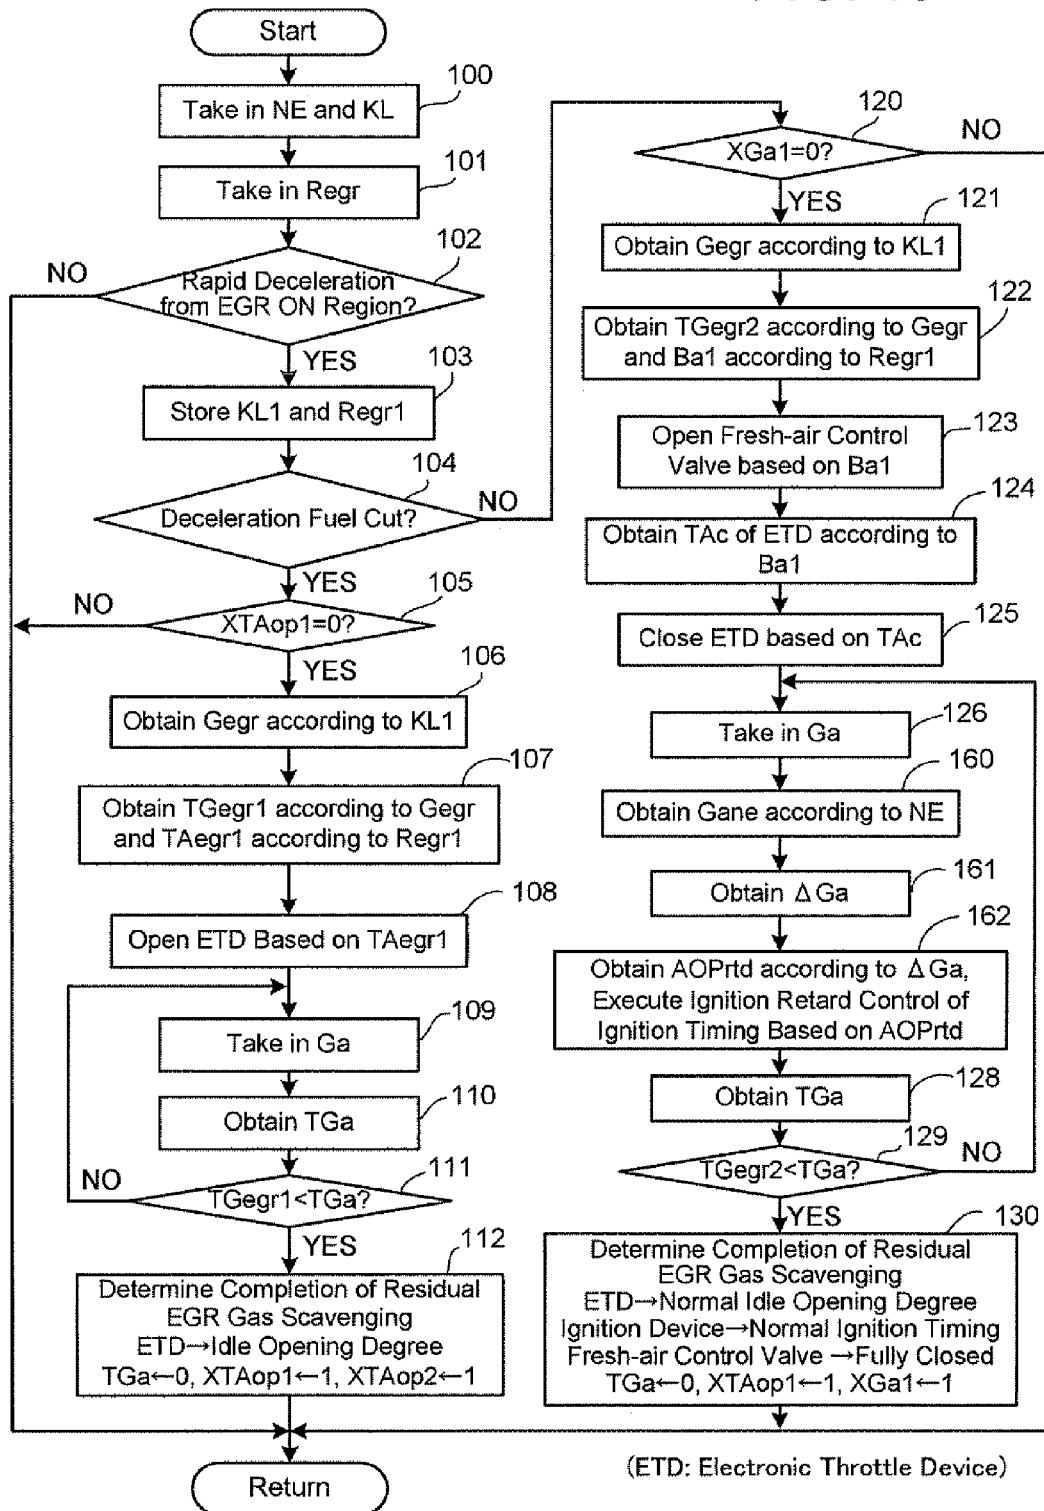 Start
100
Take in NE and KL
101
Take in Regr
102
NO
Rapid Deceleration
from EGR ON Region?
YES
103
Store KL1 and Regr1
104
NO
Deceleration Fuel Cut?
YES
105
NO
XTAop1=0?
YES
106
Obtain Gegr according to KL1
107
Obtain TGegr1 according to Gegr
and TAegr1 according to Regr1
108
Open ETD Based on TAegr1
109
Take in Ga
110
Obtain TGa
111
NO
TGegr1<TGa?
YES
112
Determine Completion of Residual
EGR Gas Scavenging
ETD→Idle Opening Degree
TGa←0, XTAop1←1, XTAop2←1
Return
120
NO
XGa1=0?
YES
121
Obtain Gegr according to KL1
122
Obtain TGegr2 according to Gegr
and Ba1 according to Regr1
123
Open Fresh-air Control
Valve based on Ba1
124
Obtain TAc of ETD according to
Ba1
125
Close ETD based on TAc
126
Take in Ga
160
Obtain Gane according to NE
161
Obtain Δ Ga
162
Obtain AOPrtd according to Δ Ga,
Execute Ignition Retard Control of
Ignition Timing Based on AOPrtd
128
Obtain TGa
129
NO
TGegr2<TGa?
YES
130
Determine Completion of Residual
EGR Gas Scavenging
ETD→Normal Idle Opening Degree
Ignition Device→Normal Ignition Timing
Fresh-air Control Valve →Fully Closed
TGa←0, XTAop1←1, XGa1←1
(ETD: Electronic Throttle Device)